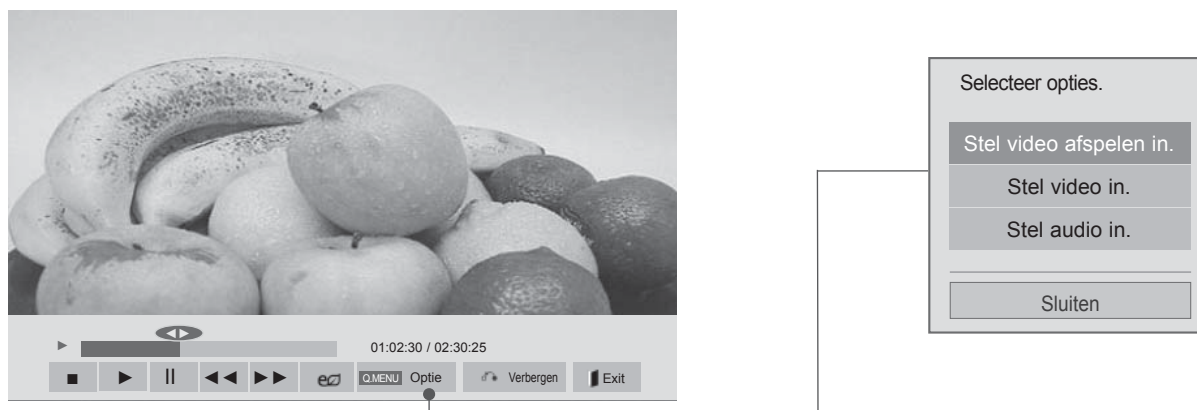 01:02:30 / 02:30:25
Q.MENU Optie Verbergen Exit
Selecteer opties.
Stel video afspelen in.
Stel video in.
Stel audio in.
Sluiten